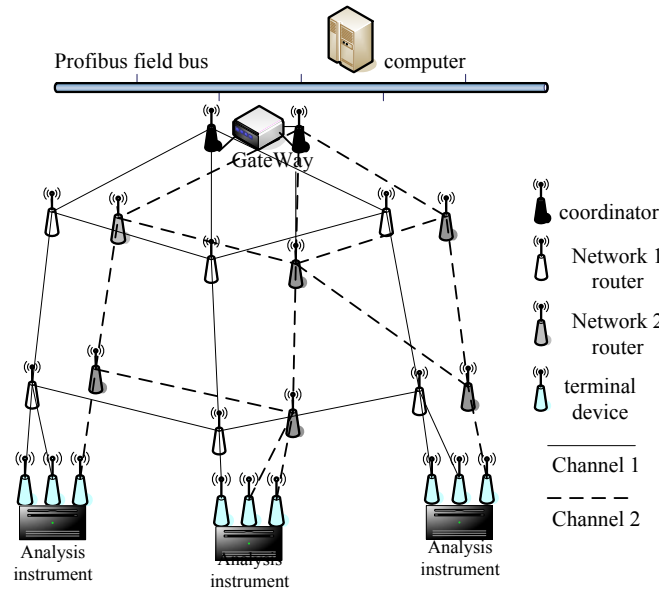 Profibus field bus
computer
GateWay
coordinator
Network 1
router
Network 2
router
terminal
device
Channel 1
Channel 2
Analysis
instrument
Analysis
instrument
Analysis
instrument